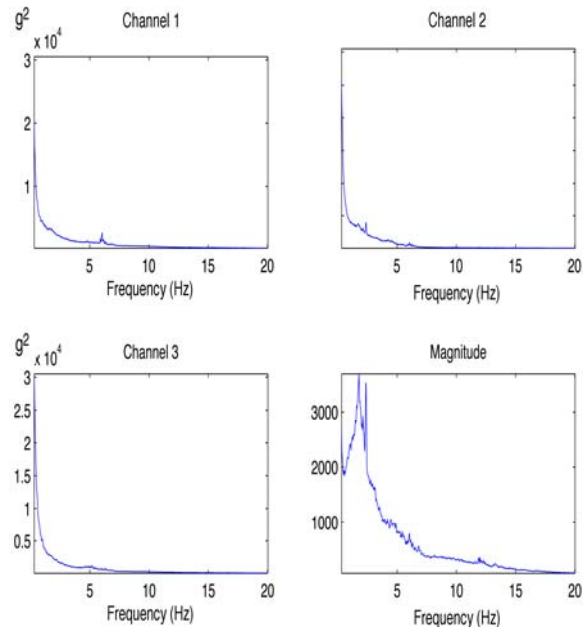 g²
x 10⁴
Channel 1
3
2
1
5 10 15 20
Frequency (Hz)
Channel 2
5 10 15 20
Frequency (Hz)
g²
x 10⁴
Channel 3
3
2.5
2
1.5
1
0.5
5 10 15 20
Frequency (Hz)
Magnitude
3000
2000
1000
5 10 15 20
Frequency (Hz)